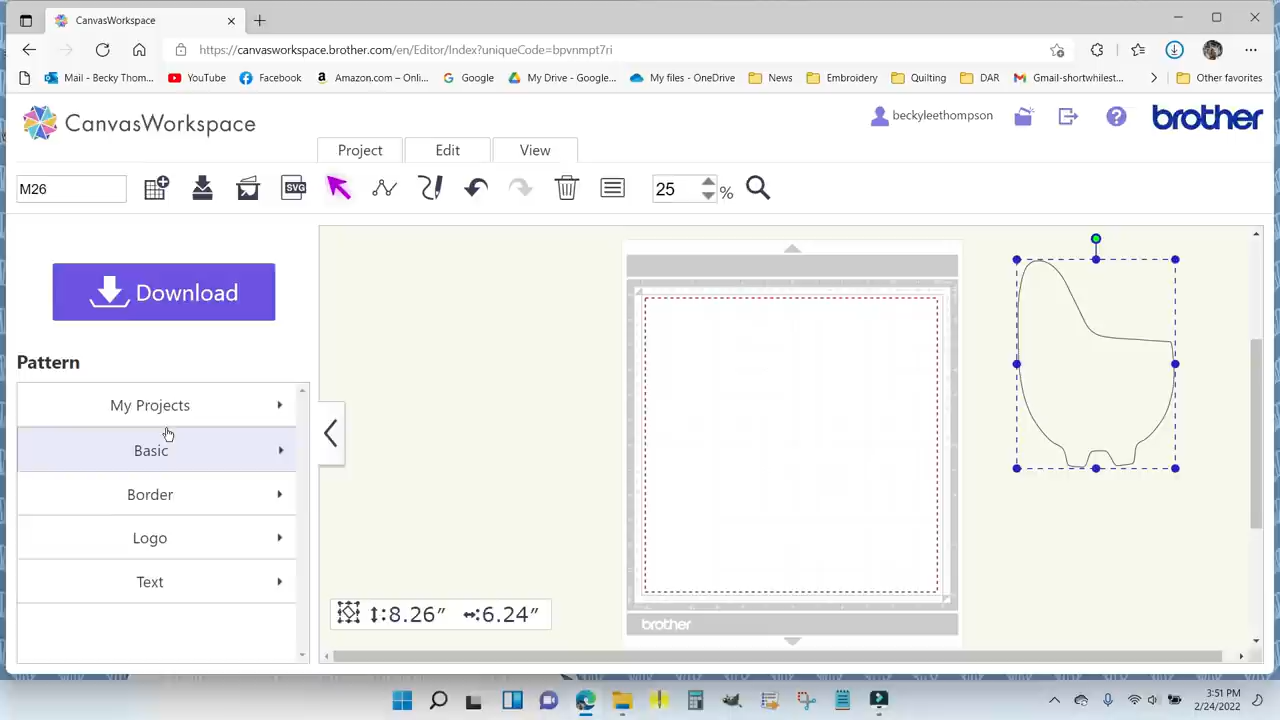 CanvasWorkspace
https://canvasworkspace.brother.com/en/Editor/Index?uniqueCode=bpvnmpt7ri
Mail - Becky Thom...
YouTube
Facebook
Amazon.com – Onli...
Google
My Drive - Google...
My files - OneDrive
News
Embroidery
Quilting
DAR
Gmail-shortwhilest...
Other favorites
CanvasWorkspace
beckyleethompson
?
brother
Project
Edit
View
M26
SVG
25
%
Download
Pattern
My Projects
Basic
Border
Logo
Text
8.26″
6.24″
brother
3:51 PM
2/24/2022